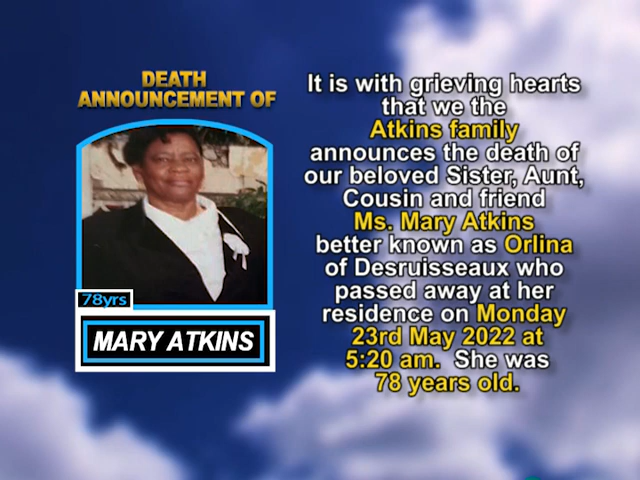 DEATH
ANNOUNCEMENT OF
78yrs
MARY ATKINS
It is with grieving hearts
that we the
Atkins family
announces the death of
our beloved Sister, Aunt,
Cousin and friend
Ms. Mary Atkins
better known as Orlina
of Desruisseaux who
passed away at her
residence on Monday
23rd May 2022 at
5:20 am. She was
78 years old.